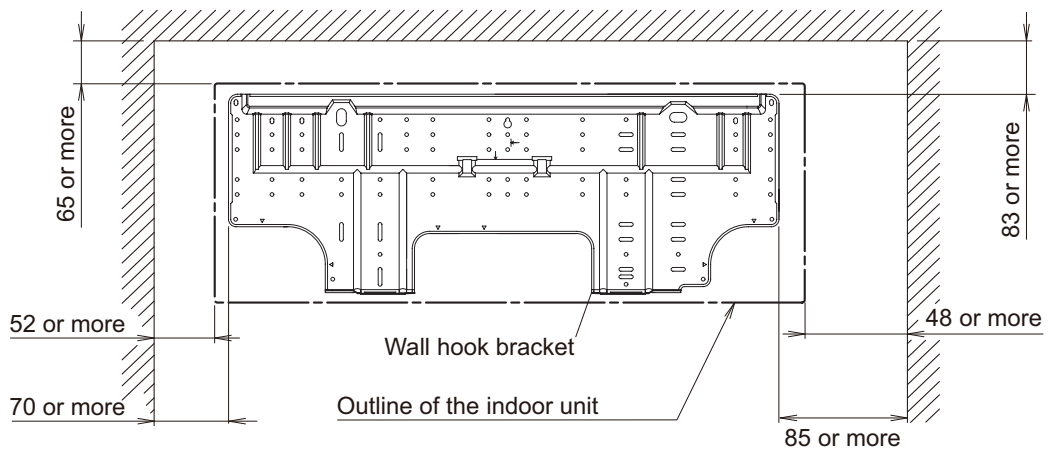 65 or more
83 or more
52 or more
48 or more
Wall hook bracket
70 or more
Outline of the indoor unit
85 or more